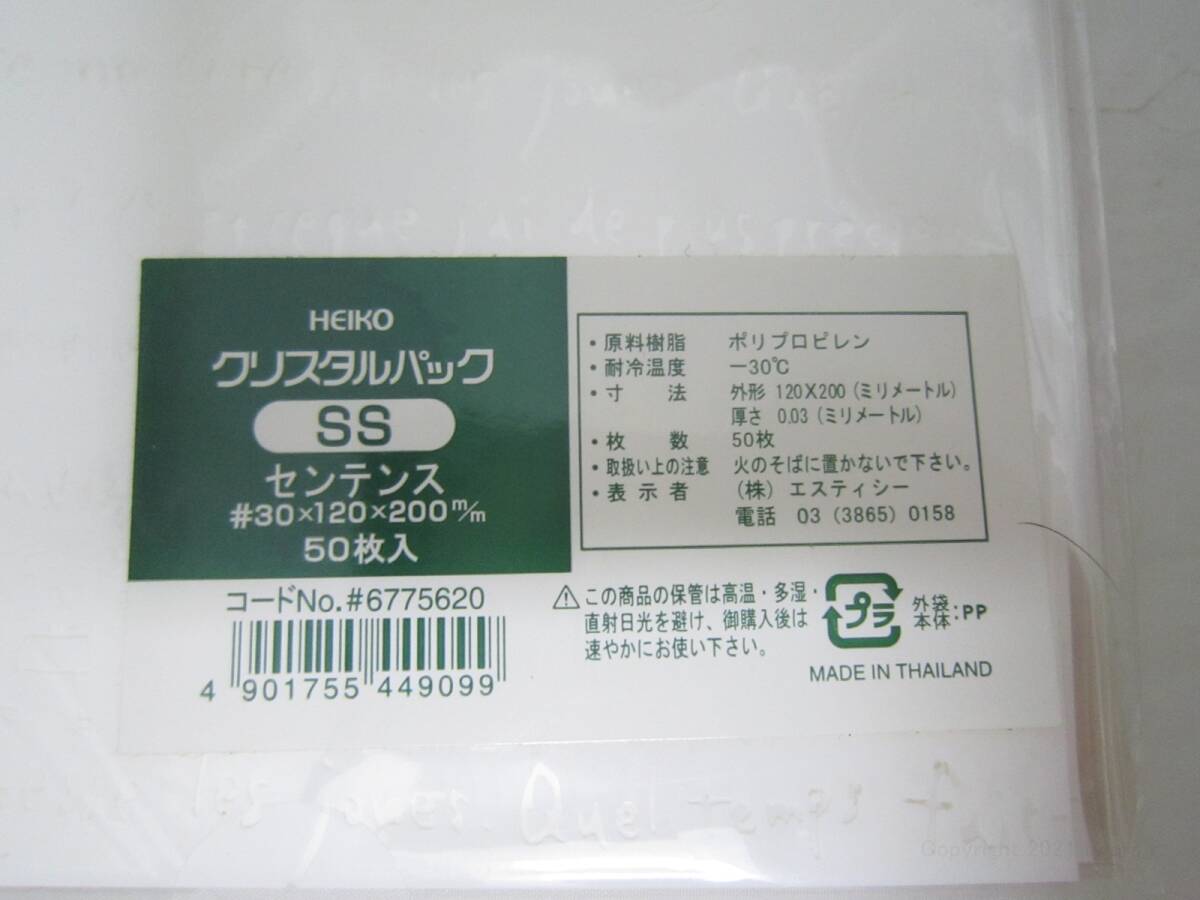 HEIKO
クリスタルパック
SS
センテンス
#30×120×200m/m
50枚入
・原料樹脂 ポリプロピレン
・耐冷温度 －30℃
・寸 法 外形 120X200(ミリメートル)
厚さ 0.03(ミリメートル)
・枚 数 50枚
・取扱い上の注意 火のそばに置かないで下さい。
・表示者 (株) エスティシー
電話 03 (3865) 0158
コードNo.#6775620
4 901755 449099
⚠この商品の保管は高温・多湿・
直射日光を避け、御購入後は
速やかにお使い下さい。
プラ
外袋
本体:PP
MADE IN THAILAND
les Quel temps
Copyright